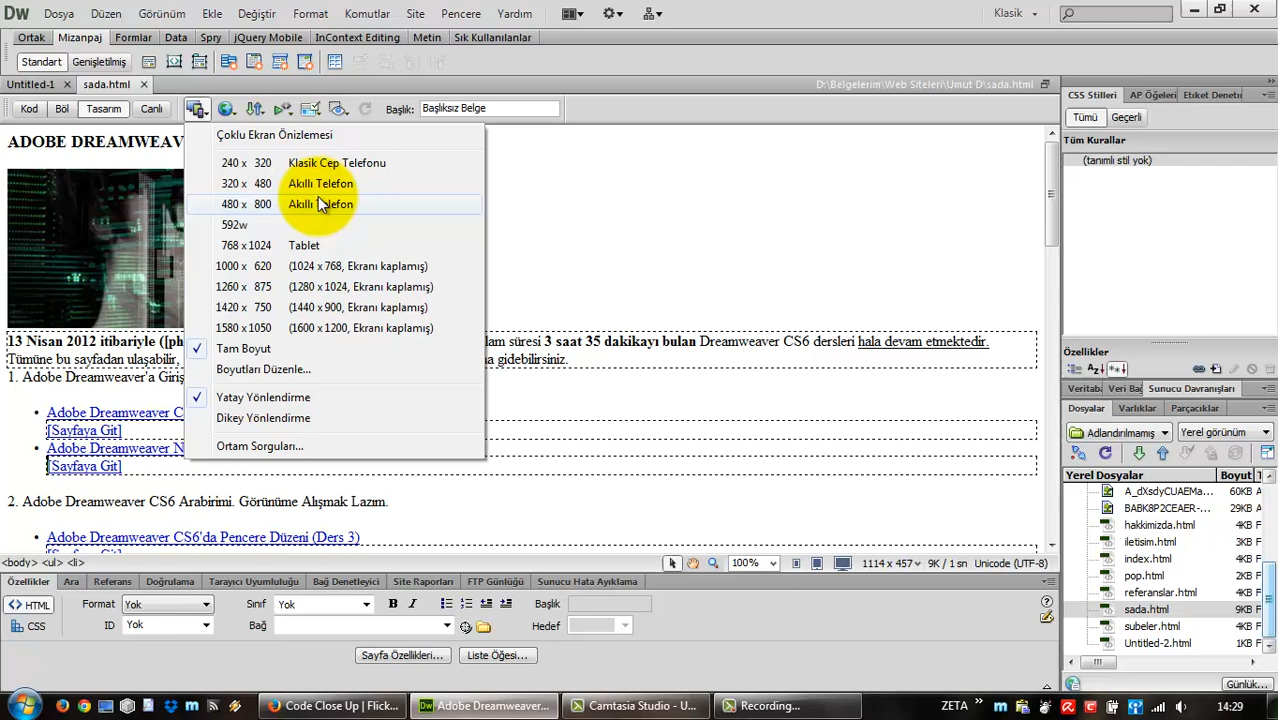 Dw Dosya Düzen Görünüm Ekle Değiştir Format Komutlar Site Pencere Yardım Klasik
Ortak Mizanpaj Formlar Data Spry jQuery Mobile InContext Editing Metin Sık Kullanılanlar
Standart Genişletilmiş
Untitled-1 sada.html D:\Belgelerim\Web Siteleri\Umut D\sada.html
Kod Böl Tasarım Canlı Başlık: Başlıksız Belge
CSS Stilleri AP Öğeleri Etiket Denetim
Tümü Geçerli
Tüm Kurallar
(tanımlı stil yok)
ADOBE DREAMWEAV
Çoklu Ekran Önizlemesi
240 x 320 Klasik Cep Telefonu
320 x 480 Akıllı Telefon
480 x 800 Akıllı Telefon
592w
768 x1024 Tablet
1000 x 620 (1024 x 768, Ekranı kaplamış)
1260 x 875 (1280 x 1024, Ekranı kaplamış)
1420 x 750 (1440 x 900, Ekranı kaplamış)
1580 x1050 (1600 x 1200, Ekranı kaplamış)
Tam Boyut
Boyutları Düzenle...
Yatay Yönlendirme
Dikey Yönlendirme
Ortam Sorguları...
13 Nisan 2012 itibariyle ([ph lam süresi 3 saat 35 dakikayı bulan Dreamweaver CS6 dersleri hala devam etmektedir.
Tümüne bu sayfadan ulaşabilir, a gidebilirsiniz.
1. Adobe Dreamweaver'a Giriş
• Adobe Dreamweaver C
[Sayfaya Git]
• Adobe Dreamweaver N
[Sayfaya Git]
2. Adobe Dreamweaver CS6 Arabirimi. Görünüme Alışmak Lazım.
• Adobe Dreamweaver CS6'da Pencere Düzeni (Ders 3)
Özellikler
Veritaba Veri Bağ Sunucu Davranışları
Dosyalar Varlıklar Parçacıklar
Adlandırılmamış Yerel görünüm
Yerel Dosyalar Boyut
A_dXsdyCUAEMa... 60KB
BABK8P2CEAER-... 29KB
hakkimizda.html 4KB
iletisim.html 3KB
index.html 4KB
pop.html 4KB
referanslar.html 4KB
sada.html 9KB
subeler.html 4KB
Untitled-2.html 1KB
Günlük...
<body> <ul> <li> 100% 1114 x 457 9K / 1 sn Unicode (UTF-8)
Özellikler Ara Referans Doğrulama Tarayıcı Uyumluluğu Bağ Denetleyici Site Raporları FTP Günlüğü Sunucu Hata Ayıklama
<> HTML Format Yok Sınıf Yok B I Başlık
CSS ID Yok Bağ Hedef
Sayfa Özellikleri... Liste Öğesi...
Code Close Up | Flick... Adobe Dreamweaver... Camtasia Studio - U... Recording... ZETA 14:29